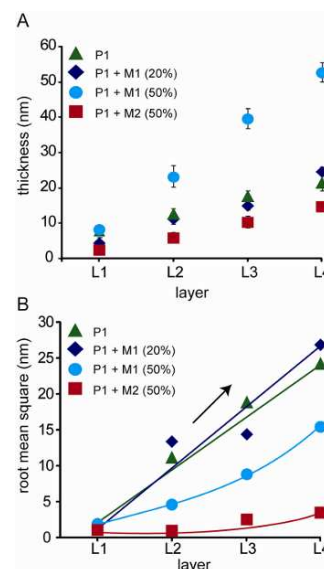 A
60
50
40
30
20
10
0
thickness (nm)
P1
P1 + M1 (20%)
P1 + M1 (50%)
P1 + M2 (50%)
L1 L2 L3 L4
layer
B
30
25
20
15
10
5
0
root mean square (nm)
P1
P1 + M1 (20%)
P1 + M1 (50%)
P1 + M2 (50%)
L1 L2 L3 L4
layer